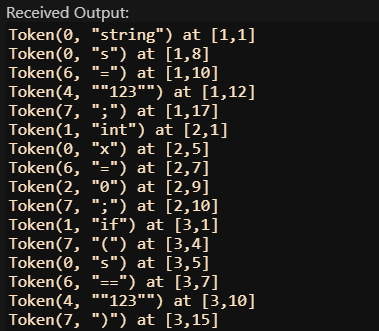 Received Output:
Token(0, "string") at [1,1]
Token(0, "s") at [1,8]
Token(6, "=") at [1,10]
Token(4, ""123"") at [1,12]
Token(7, ";") at [1,17]
Token(1, "int") at [2,1]
Token(0, "x") at [2,5]
Token(6, "=") at [2,7]
Token(2, "0") at [2,9]
Token(7, ";") at [2,10]
Token(1, "if") at [3,1]
Token(7, "(") at [3,4]
Token(0, "s") at [3,5]
Token(6, "==") at [3,7]
Token(4, ""123"") at [3,10]
Token(7, ")") at [3,15]